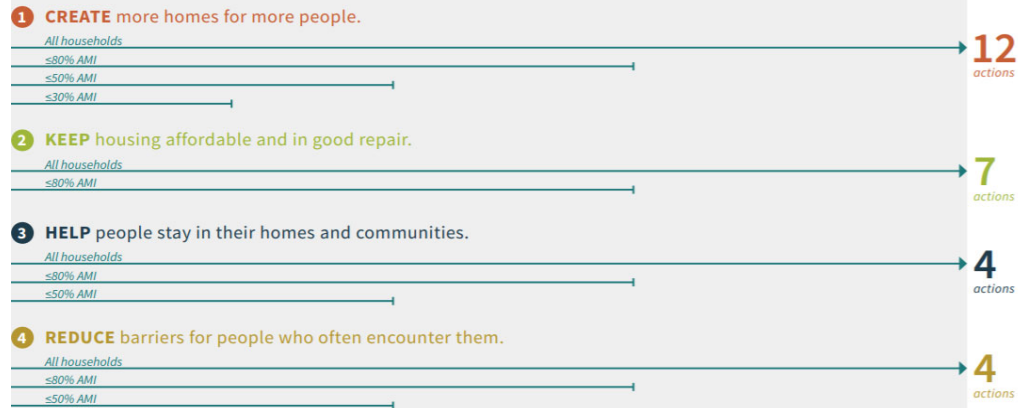 1 CREATE more homes for more people.
All households
≤80% AMI
≤50% AMI
≤30% AMI
12
actions
2 KEEP housing affordable and in good repair.
All households
≤80% AMI
7
actions
3 HELP people stay in their homes and communities.
All households
≤80% AMI
≤50% AMI
4
actions
4 REDUCE barriers for people who often encounter them.
All households
≤80% AMI
≤50% AMI
4
actions